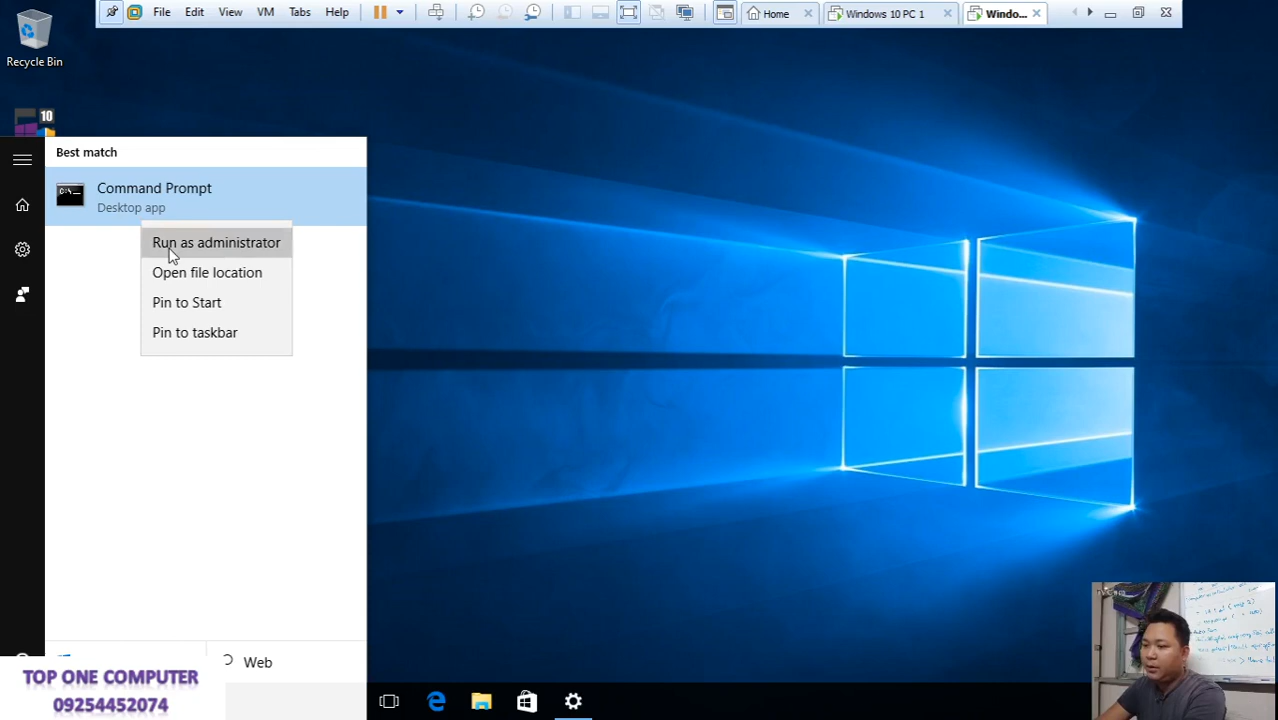 File Edit View VM Tabs Help
Home
Windows 10 PC 1
Windo...
Recycle Bin
10
Best match
Command Prompt
Desktop app
Run as administrator
Open file location
Pin to Start
Pin to taskbar
Web
TOP ONE COMPUTER
09254452074